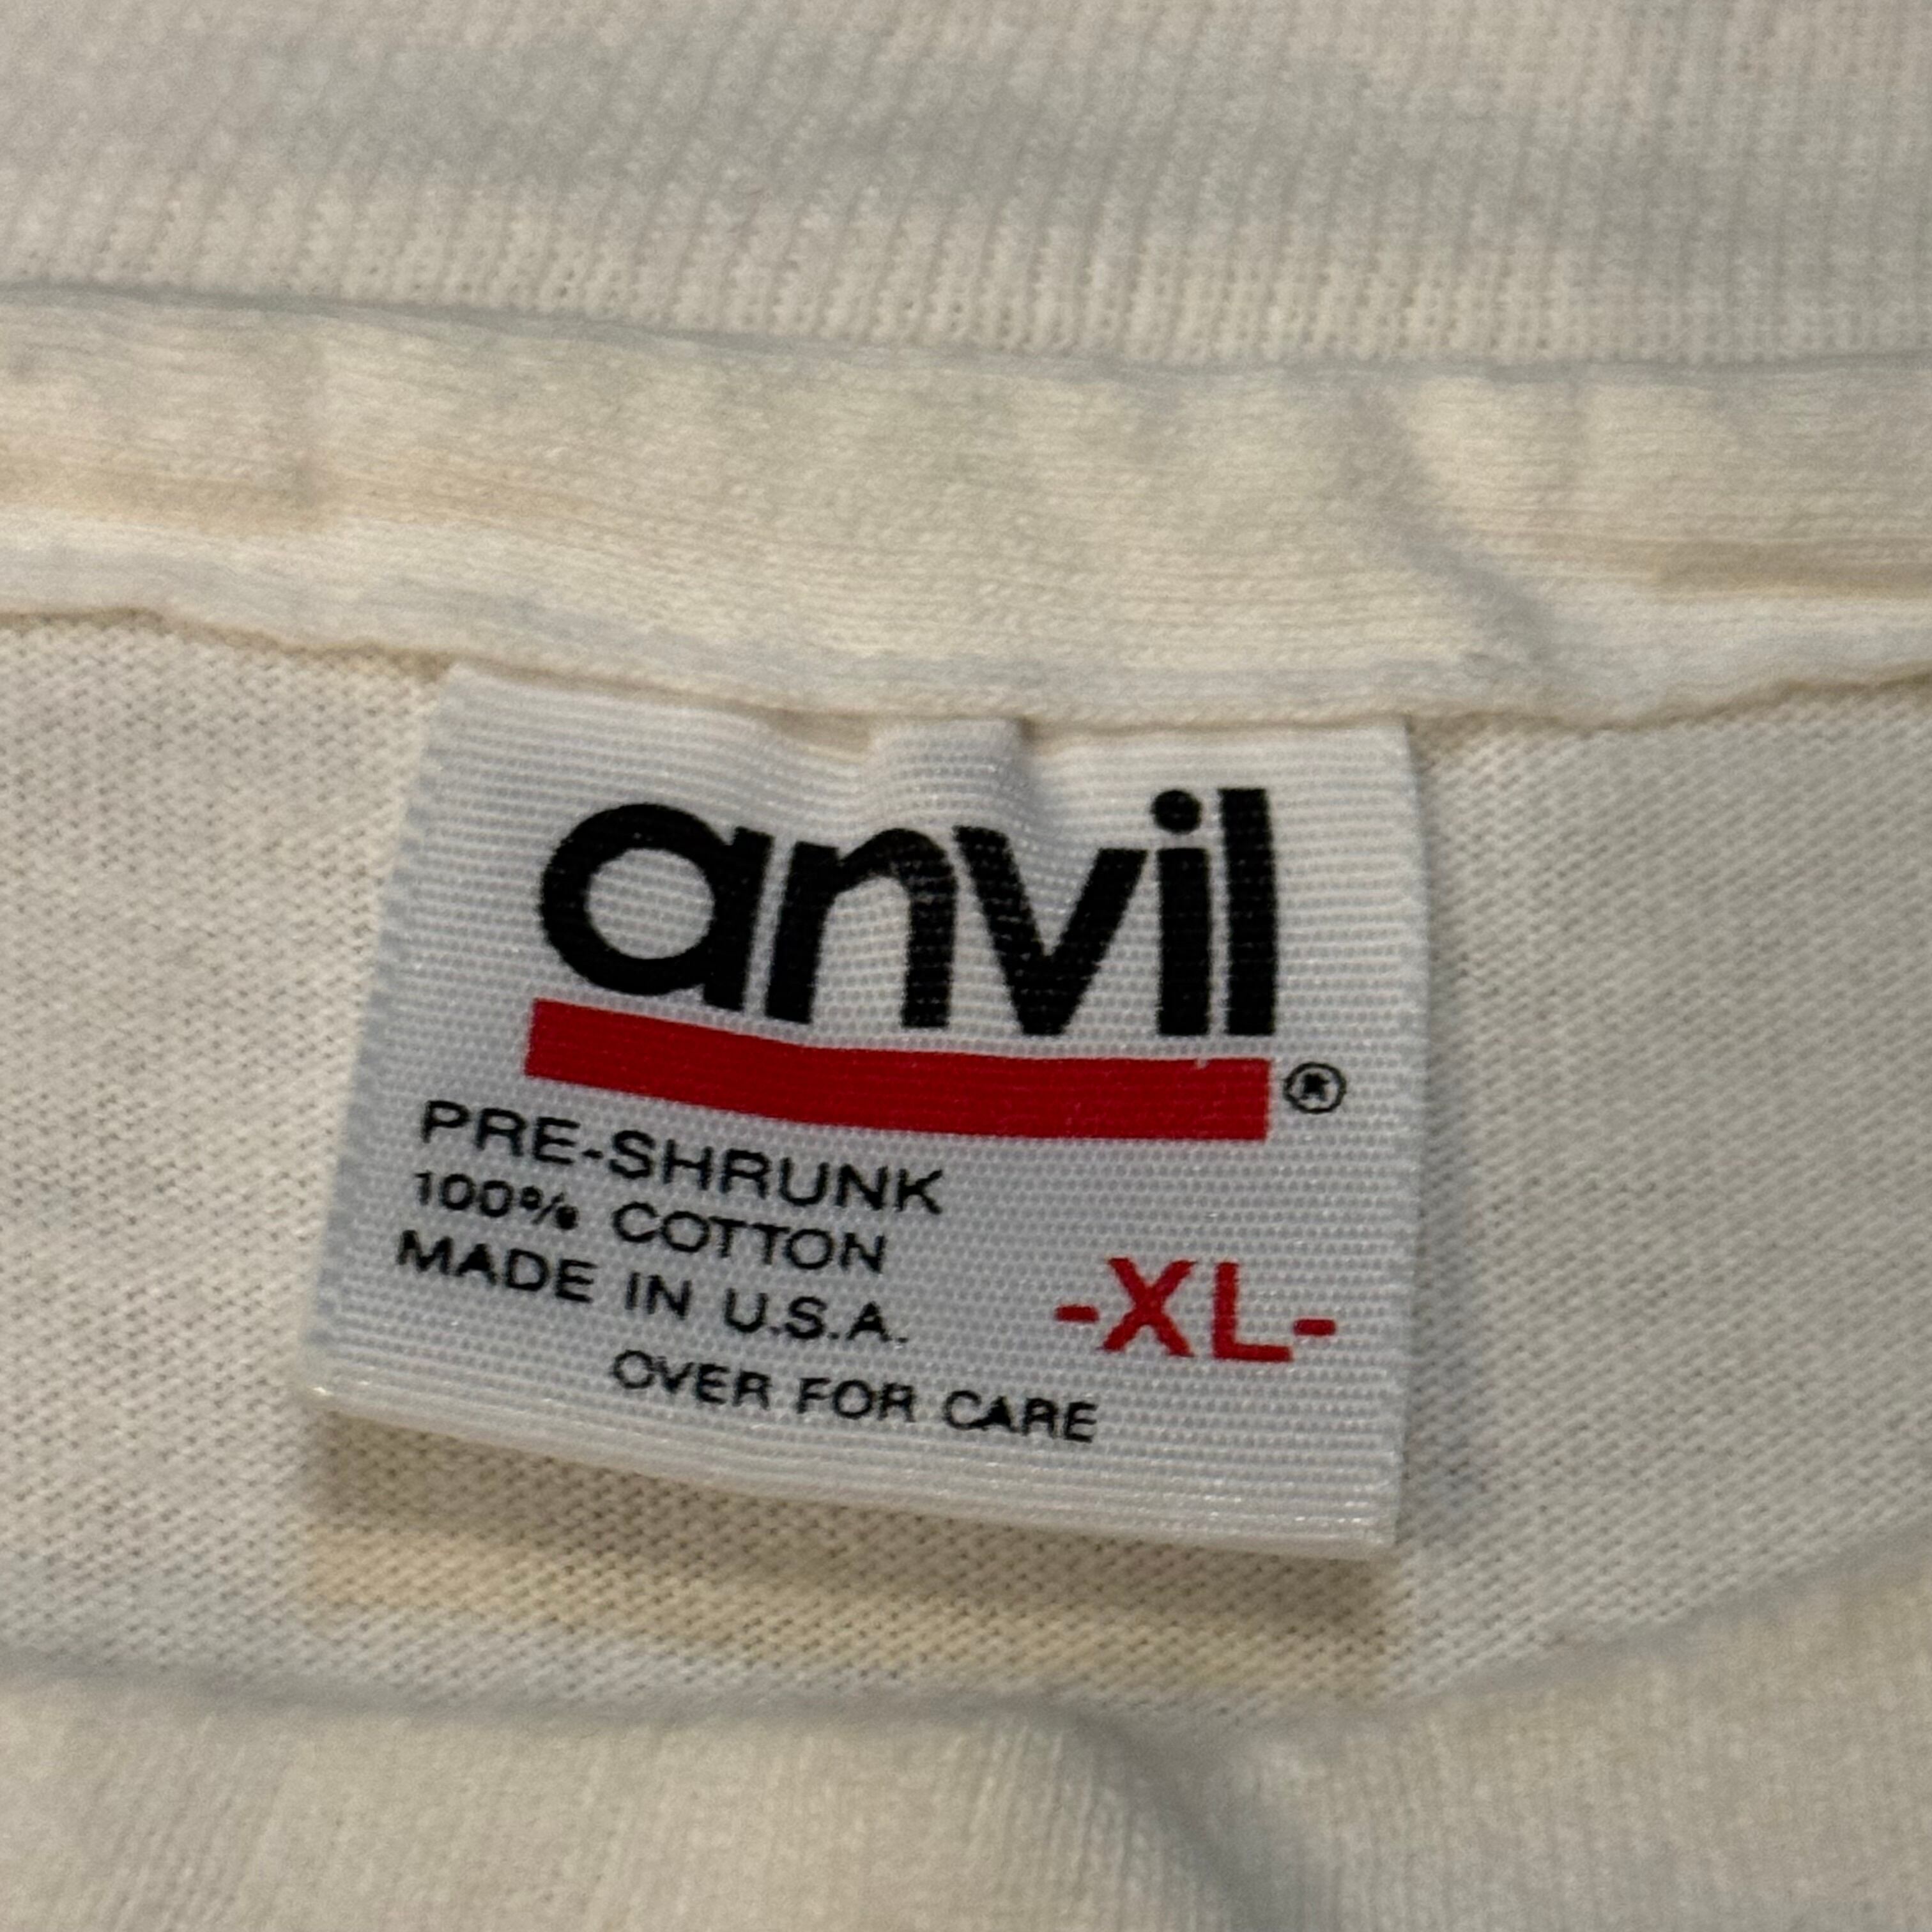 anvil®
PRE-SHRUNK
100% COTTON
MADE IN U.S.A.
-XL-
OVER FOR CARE